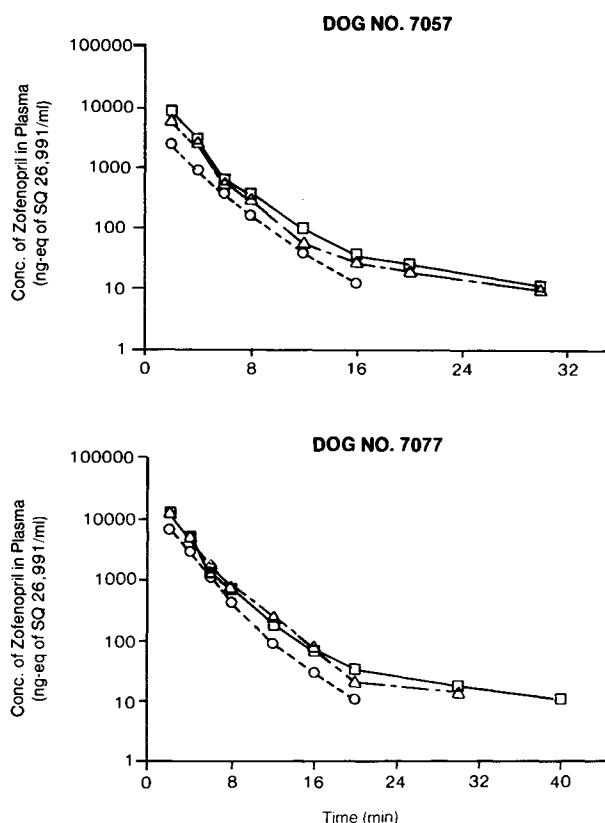 DOG NO. 7057
Conc. of Zofenopril in Plasma
(ng-eq of SQ 26,991/ml)
100000
10000
1000
100
10
1
0 8 16 24 32
DOG NO. 7077
Conc. of Zofenopril in Plasma
(ng-eq of SQ 26,991/ml)
100000
10000
1000
100
10
1
0 8 16 24 32 40
Time (min)